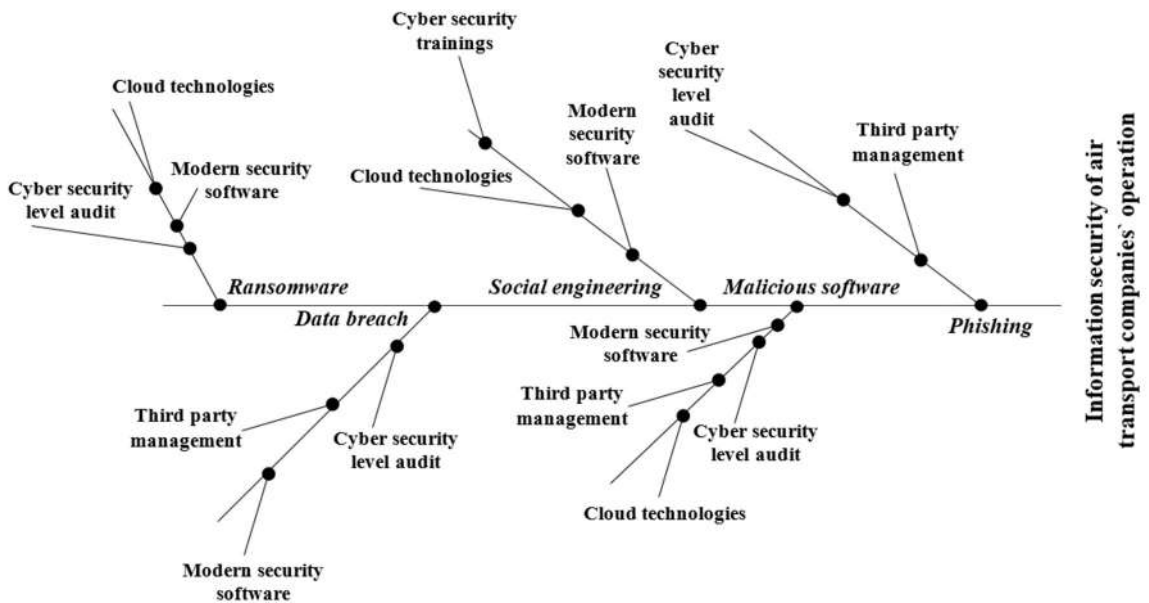 Cyber security
trainings
Cyber
security
level
audit
Cloud technologies
Modern
security
software
Third party
management
Modern security
software
Cloud technologies
Cyber security
level audit
Ransomware
Social engineering
Malicious software
Data breach
Phishing
Modern security
software
Third party
management
Third party
management
Cyber security
level audit
Cyber security
level audit
Cloud technologies
Modern security
software
Information security of air
transport companies` operation